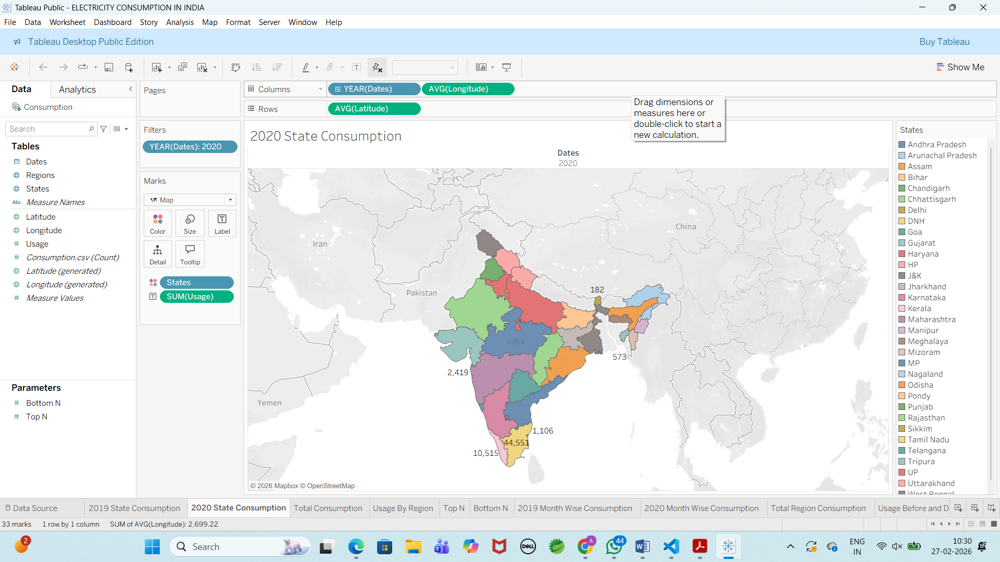 Tableau Public - ELECTRICITY CONSUMPTION IN INDIA
File Data Worksheet Dashboard Story Analysis Map Format Server Window Help
Tableau Desktop Public Edition
Buy Tableau
Show Me
Data
Analytics
Consumption
Search
Tables
Dates
Regions
States
Abc Measure Names
Latitude
Longitude
Usage
Consumption.csv (Count)
Latitude (generated)
Longitude (generated)
Measure Values
Parameters
Bottom N
Top N
Pages
Filters
YEAR(Dates): 2020
Marks
Map
Color
Size
Label
Detail
Tooltip
States
SUM(Usage)
Columns
YEAR(Dates)
AVG(Longitude)
Rows
AVG(Latitude)
Drag dimensions or
measures here or
double-click to start a
new calculation.
2020 State Consumption
Dates
2020
China
Iran
Pakistan
182
India
573
2,419
Yemen
1,106
44,551
10,515
© 2026 Mapbox © OpenStreetMap
States
Andhra Pradesh
Arunachal Pradesh
Assam
Bihar
Chandigarh
Chhattisgarh
Delhi
DNH
Goa
Gujarat
Haryana
HP
J&K
Jharkhand
Karnataka
Kerala
Maharashtra
Manipur
Meghalaya
Mizoram
MP
Nagaland
Odisha
Pondy
Punjab
Rajasthan
Sikkim
Tamil Nadu
Telangana
Tripura
UP
Uttarakhand
West Bengal
Data Source
2019 State Consumption
2020 State Consumption
Total Consumption
Usage By Region
Top N
Bottom N
2019 Month Wise Consumption
2020 Month Wise Consumption
Total Region Consumption
Usage Before and D
33 marks
1 row by 1 column
SUM of AVG(Longitude): 2,699.22
2
Search
DELL
A
44
ENG
IN
10:30
27-02-2026